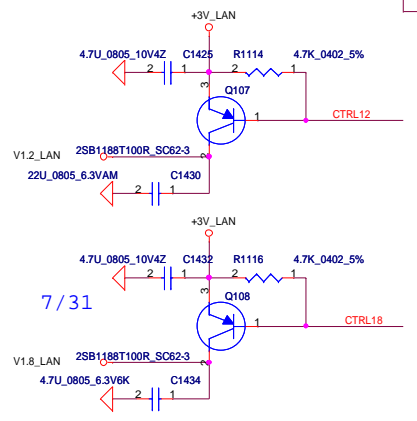 +3V_LAN
4.7U_0805_10V4Z C1425 R1114 4.7K_0402_5%
2 1 2 1
3
Q107
1 CTRL12
2
V1.2_LAN 2SB1188T100R_SC62-3
22U_0805_6.3VAM C1430
2 1
+3V_LAN
4.7U_0805_10V4Z C1432 R1116 4.7K_0402_5%
2 1 2 1
3
7/31 Q108
1 CTRL18
2
V1.8_LAN 2SB1188T100R_SC62-3
4.7U_0805_6.3V6K C1434
2 1